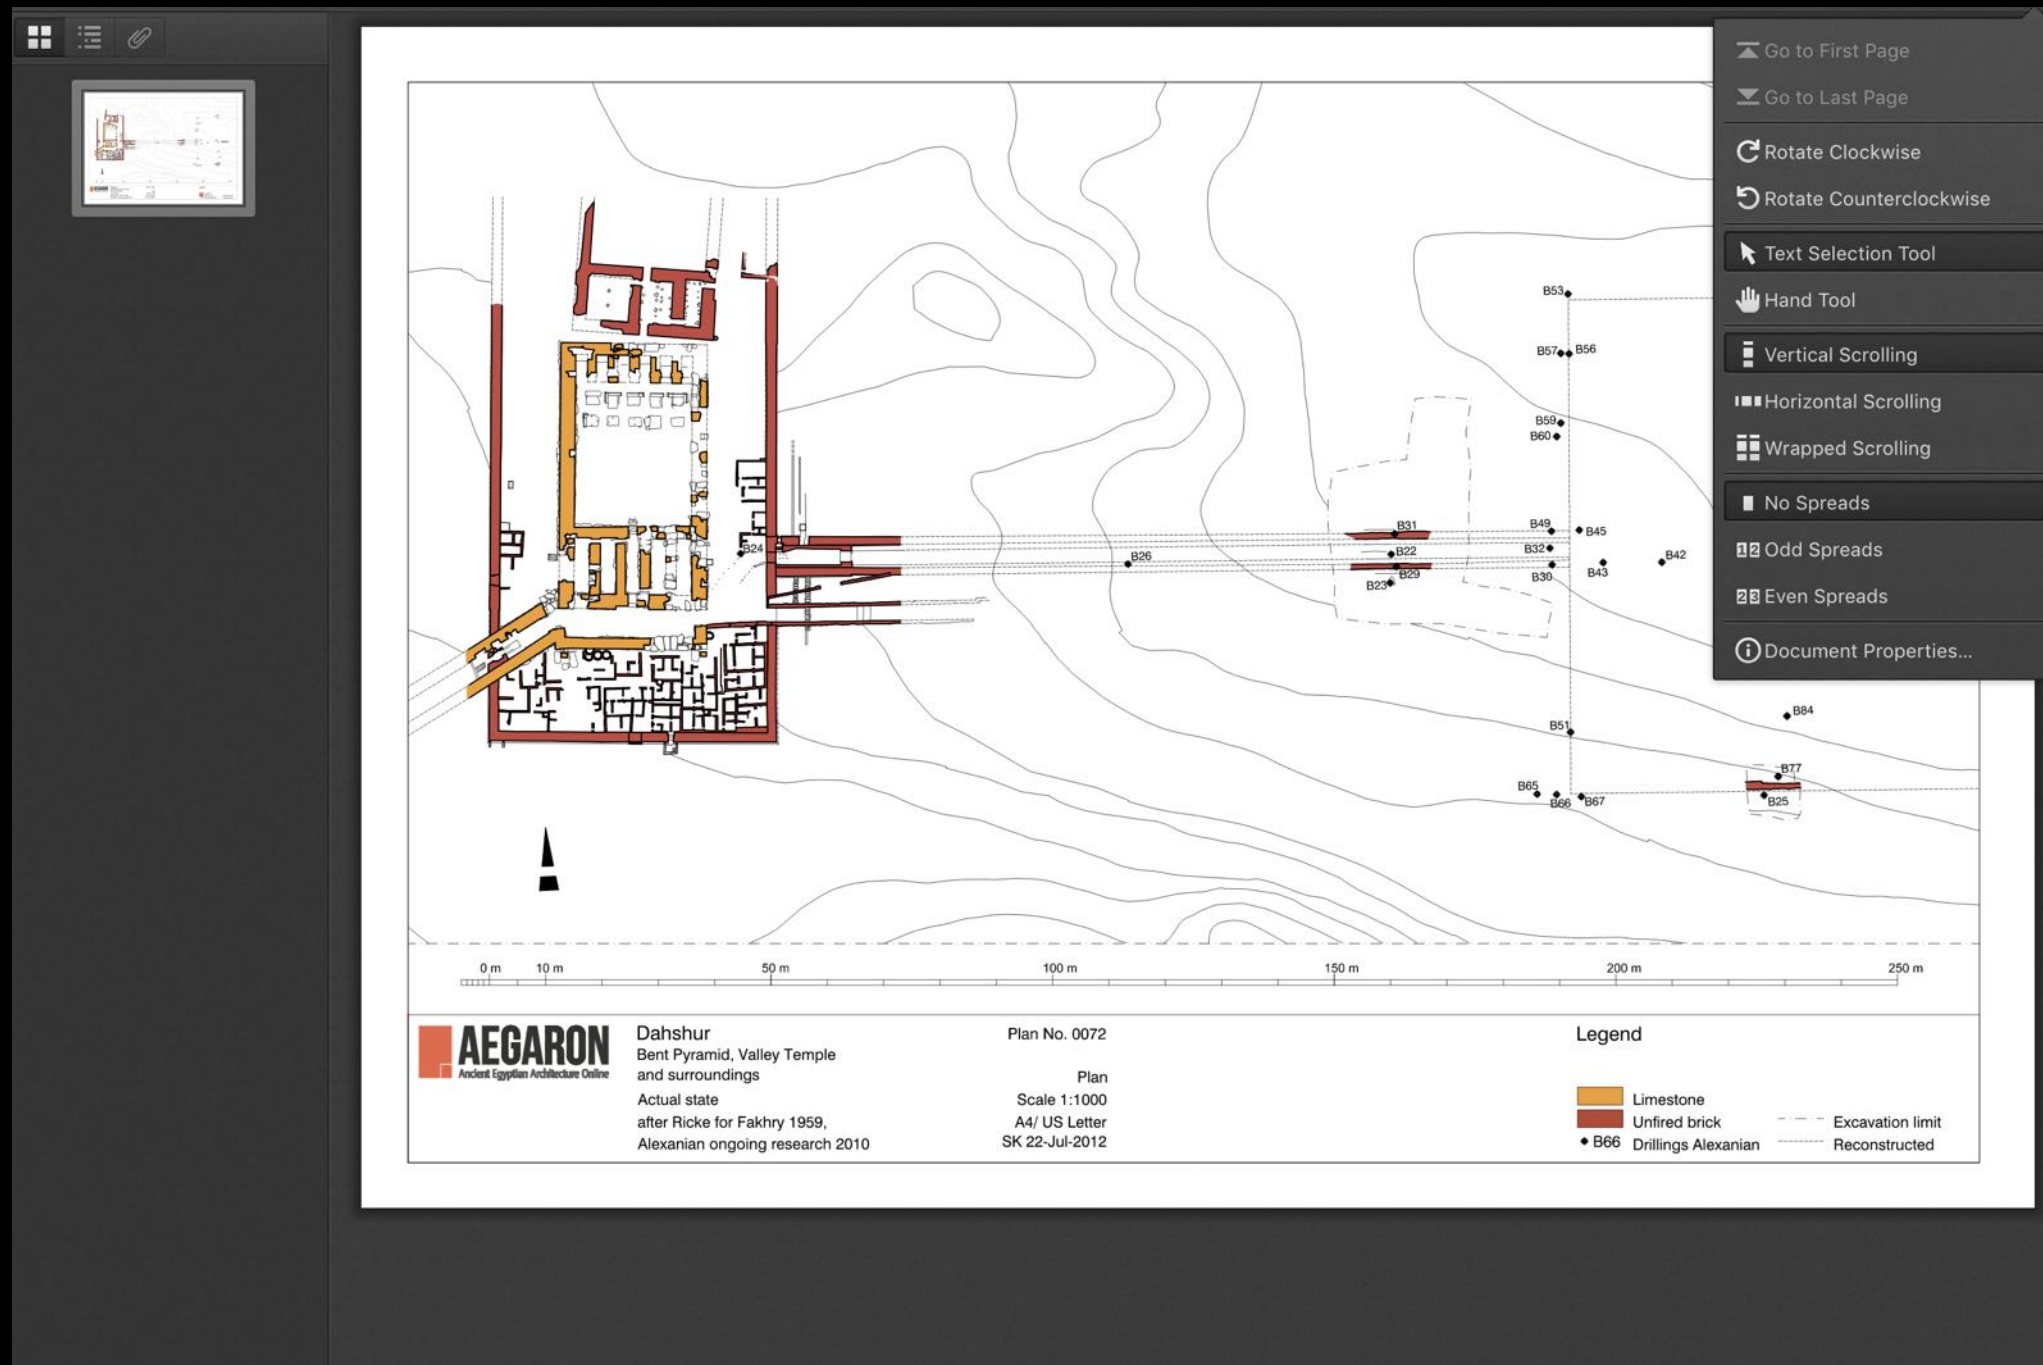 Go to First Page
Go to Last Page
Rotate Clockwise
Rotate Counterclockwise
Text Selection Tool
Hand Tool
Vertical Scrolling
Horizontal Scrolling
Wrapped Scrolling
No Spreads
Odd Spreads
Even Spreads
Document Properties...
B53
B57 B56
B59
B60
B31
B49 B45
B24
B26
B22
B32
B42
B29
B43
B23
B30
B84
B51
B77
B65
B66 B67
B25
0 m 10 m 50 m 100 m 150 m 200 m 250 m
AEGARON
Ancient Egyptian Architecture Online
Dahshur
Bent Pyramid, Valley Temple
and surroundings
Actual state
after Ricke for Fakhry 1959,
Alexanian ongoing research 2010
Plan No. 0072
Plan
Scale 1:1000
A4/ US Letter
SK 22-Jul-2012
Legend
Limestone
Unfired brick
B66 Drillings Alexanian
Excavation limit
Reconstructed